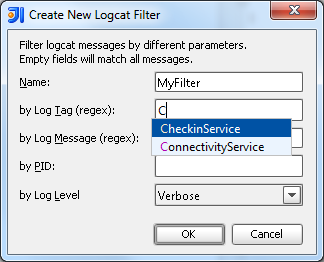 Create New Logcat Filter
Filter logcat messages by different parameters.
Empty fields will match all messages.
Name: MyFilter
by Log Tag (regex): C
CheckinService
by Log Message (regex):
ConnectivityService
by PID:
by Log Level Verbose
OK Cancel